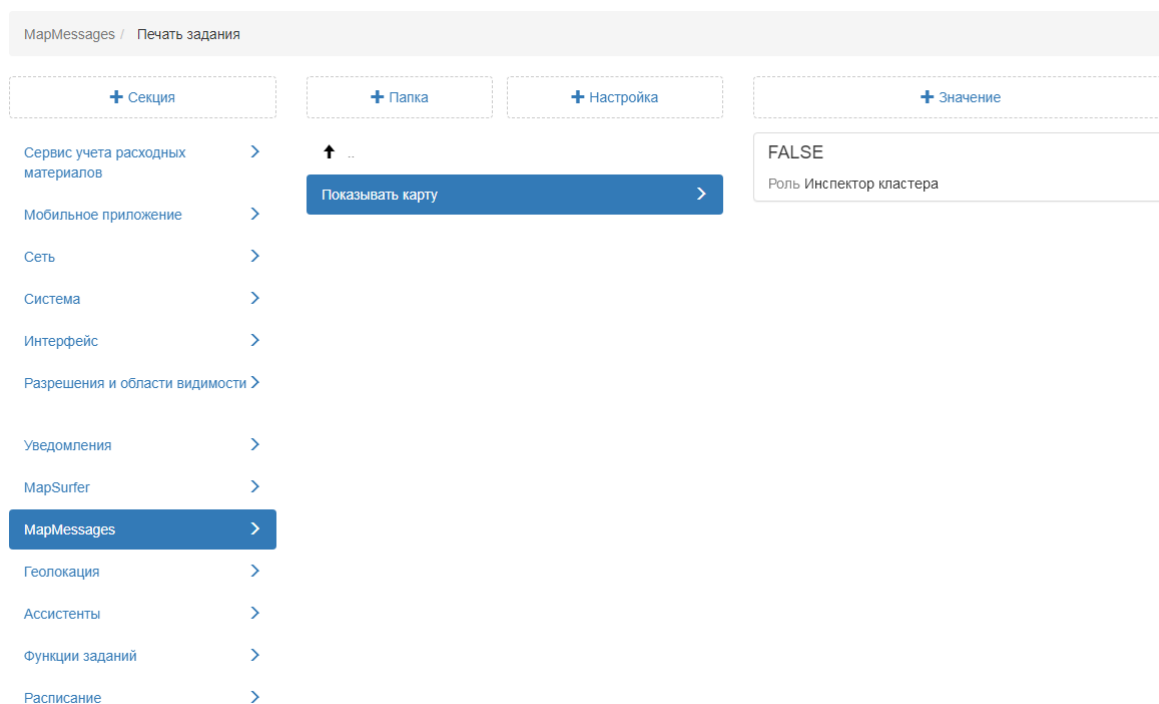 MapMessages / Печать задания
+ Секция
+ Папка
+ Настройка
+ Значение
Сервис учета расходных
материалов
Мобильное приложение
Сеть
Система
Интерфейс
Разрешения и области видимости
Уведомления
MapSurfer
MapMessages
Геолокация
Ассистенты
Функции заданий
Расписание
..
Показывать карту
FALSE
Роль Инспектор кластера